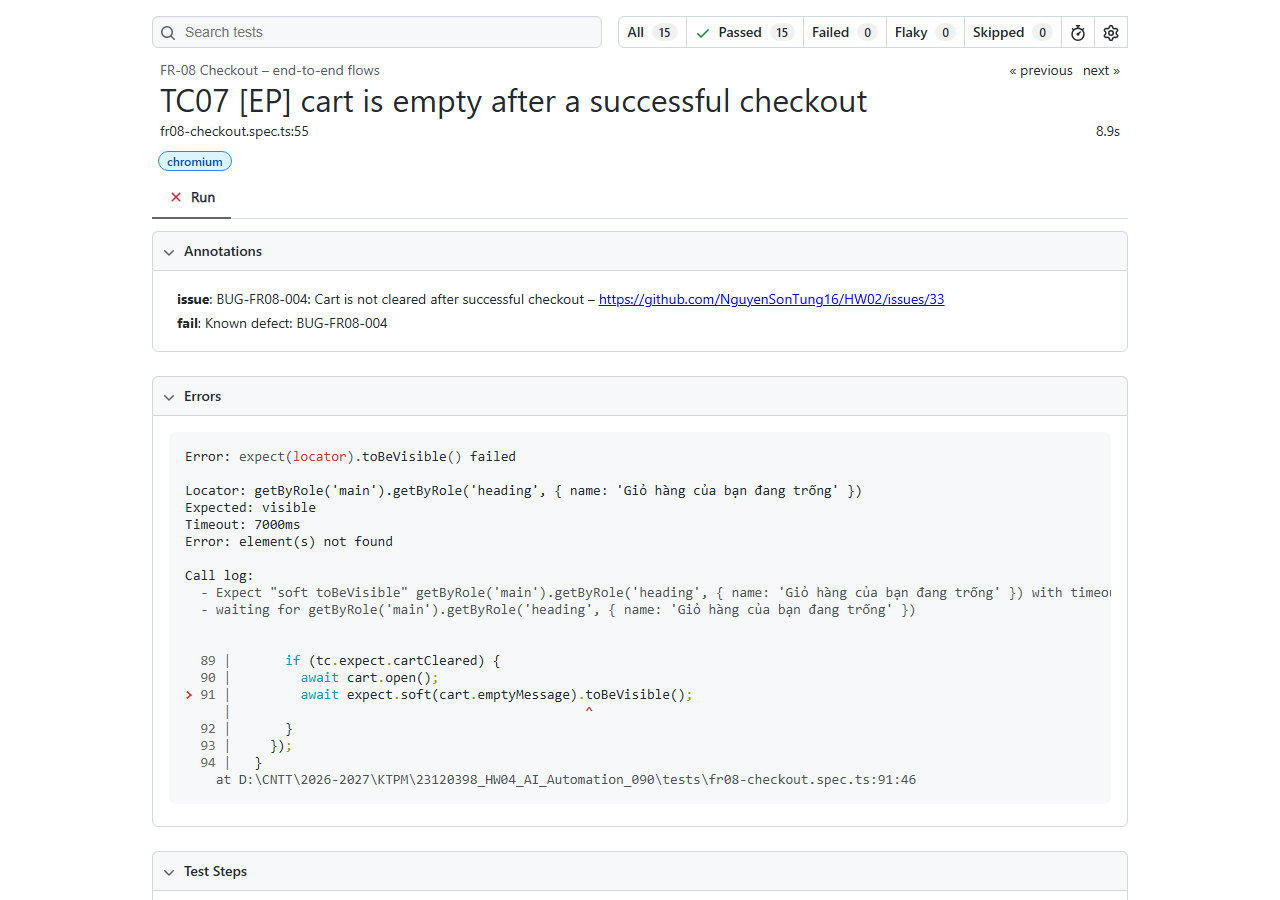 Search tests
All 15 Passed 15 Failed 0 Flaky 0 Skipped 0
FR-08 Checkout – end-to-end flows « previous next »
TC07 [EP] cart is empty after a successful checkout
fr08-checkout.spec.ts:55 8.9s
chromium
Run
Annotations
issue: BUG-FR08-004: Cart is not cleared after successful checkout – https://github.com/NguyenSonTung16/HW02/issues/33
fail: Known defect: BUG-FR08-004
Errors
Error: expect(locator).toBeVisible() failed
Locator: getByRole('main').getByRole('heading', { name: 'Giỏ hàng của bạn đang trống' })
Expected: visible
Timeout: 7000ms
Error: element(s) not found
Call log:
- Expect "soft toBeVisible" getByRole('main').getByRole('heading', { name: 'Giỏ hàng của bạn đang trống' }) with timeou
- waiting for getByRole('main').getByRole('heading', { name: 'Giỏ hàng của bạn đang trống' })
89 | if (tc.expect.cartCleared) {
90 | await cart.open();
> 91 | await expect.soft(cart.emptyMessage).toBeVisible();
| ^
92 | }
93 | });
94 | }
at D:\CNTT\2026-2027\KTPM\23120398_HW04_AI_Automation_090\tests\fr08-checkout.spec.ts:91:46
Test Steps